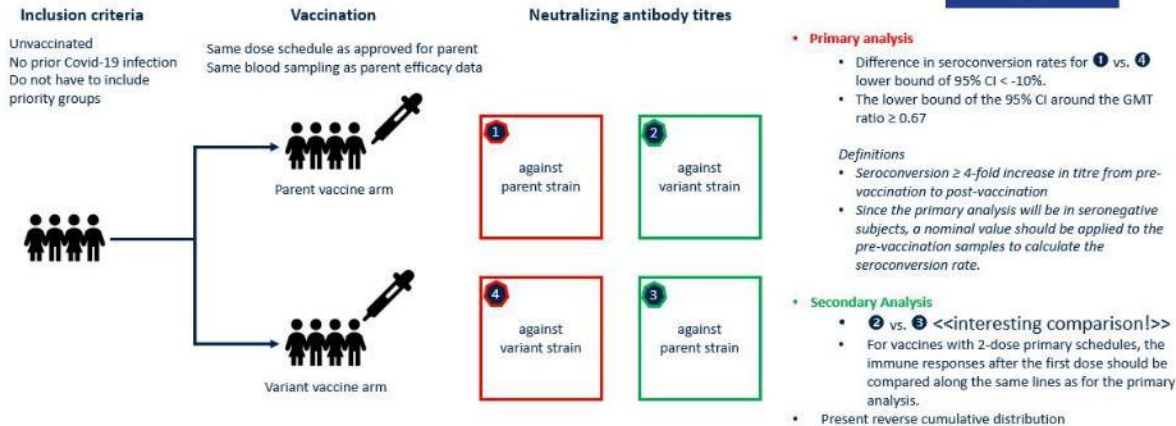 Inclusion criteria
Unvaccinated
No prior Covid-19 infection
Do not have to include
priority groups
Vaccination
Same dose schedule as approved for parent
Same blood sampling as parent efficacy data
Parent vaccine arm
Variant vaccine arm
Neutralizing antibody titres
1
against
parent strain
2
against
variant strain
4
against
variant strain
3
against
parent strain
• Primary analysis
• Difference in seroconversion rates for 1 vs. 4
lower bound of 95% CI < -10%.
• The lower bound of the 95% CI around the GMT
ratio ≥ 0.67
Definitions
• Seroconversion ≥ 4-fold increase in titre from pre-
vaccination to post-vaccination
• Since the primary analysis will be in seronegative
subjects, a nominal value should be applied to the
pre-vaccination samples to calculate the
seroconversion rate.
• Secondary Analysis
• 2 vs. 3 <<interesting comparison!>>
• For vaccines with 2-dose primary schedules, the
immune responses after the first dose should be
compared along the same lines as for the primary
analysis.
• Present reverse cumulative distribution